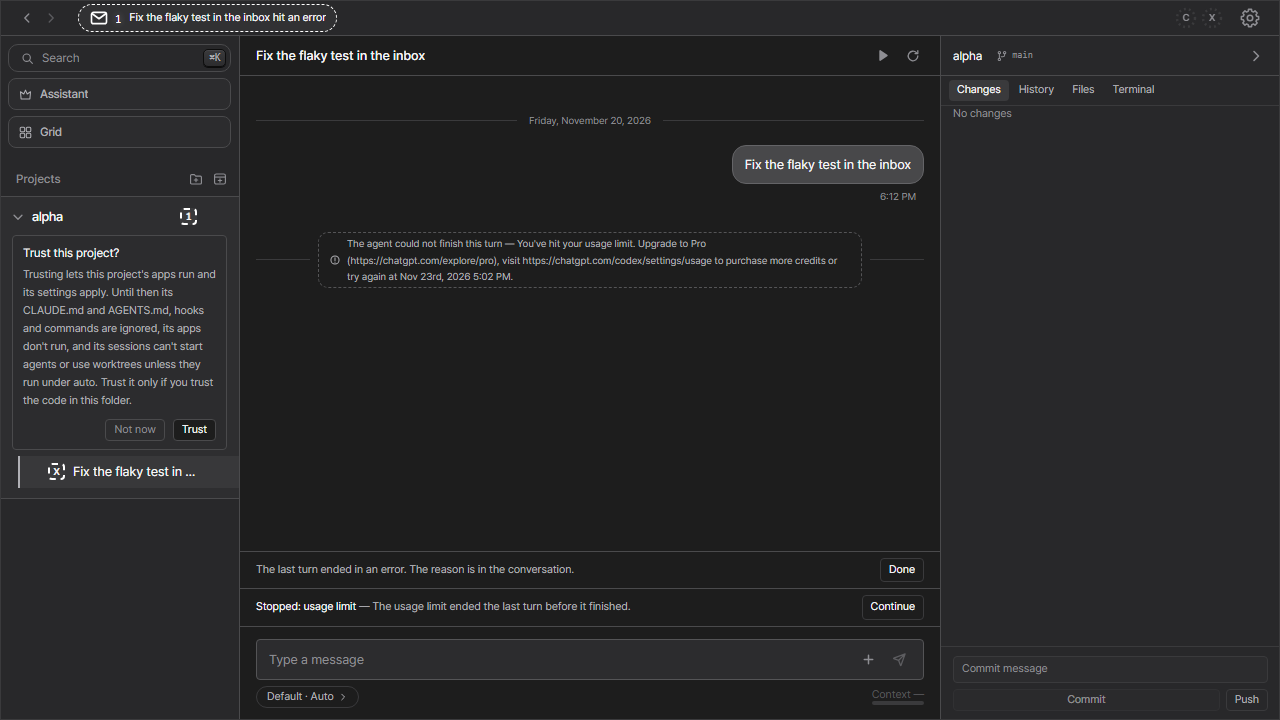 1 Fix the flaky test in the inbox hit an error
C X
Search ⌘K
Assistant
Grid
Projects
alpha 1
Trust this project?
Trusting lets this project's apps run and
its settings apply. Until then its
CLAUDE.md and AGENTS.md, hooks
and commands are ignored, its apps
don't run, and its sessions can't start
agents or use worktrees unless they
run under auto. Trust it only if you trust
the code in this folder.
Not now Trust
X Fix the flaky test in ...
Fix the flaky test in the inbox
Friday, November 20, 2026
Fix the flaky test in the inbox
6:12 PM
The agent could not finish this turn — You've hit your usage limit. Upgrade to Pro
(https://chatgpt.com/explore/pro), visit https://chatgpt.com/codex/settings/usage to purchase more credits or
try again at Nov 23rd, 2026 5:02 PM.
The last turn ended in an error. The reason is in the conversation. Done
Stopped: usage limit — The usage limit ended the last turn before it finished. Continue
Type a message
Default · Auto
Context —
alpha main
Changes History Files Terminal
No changes
Commit message
Commit Push